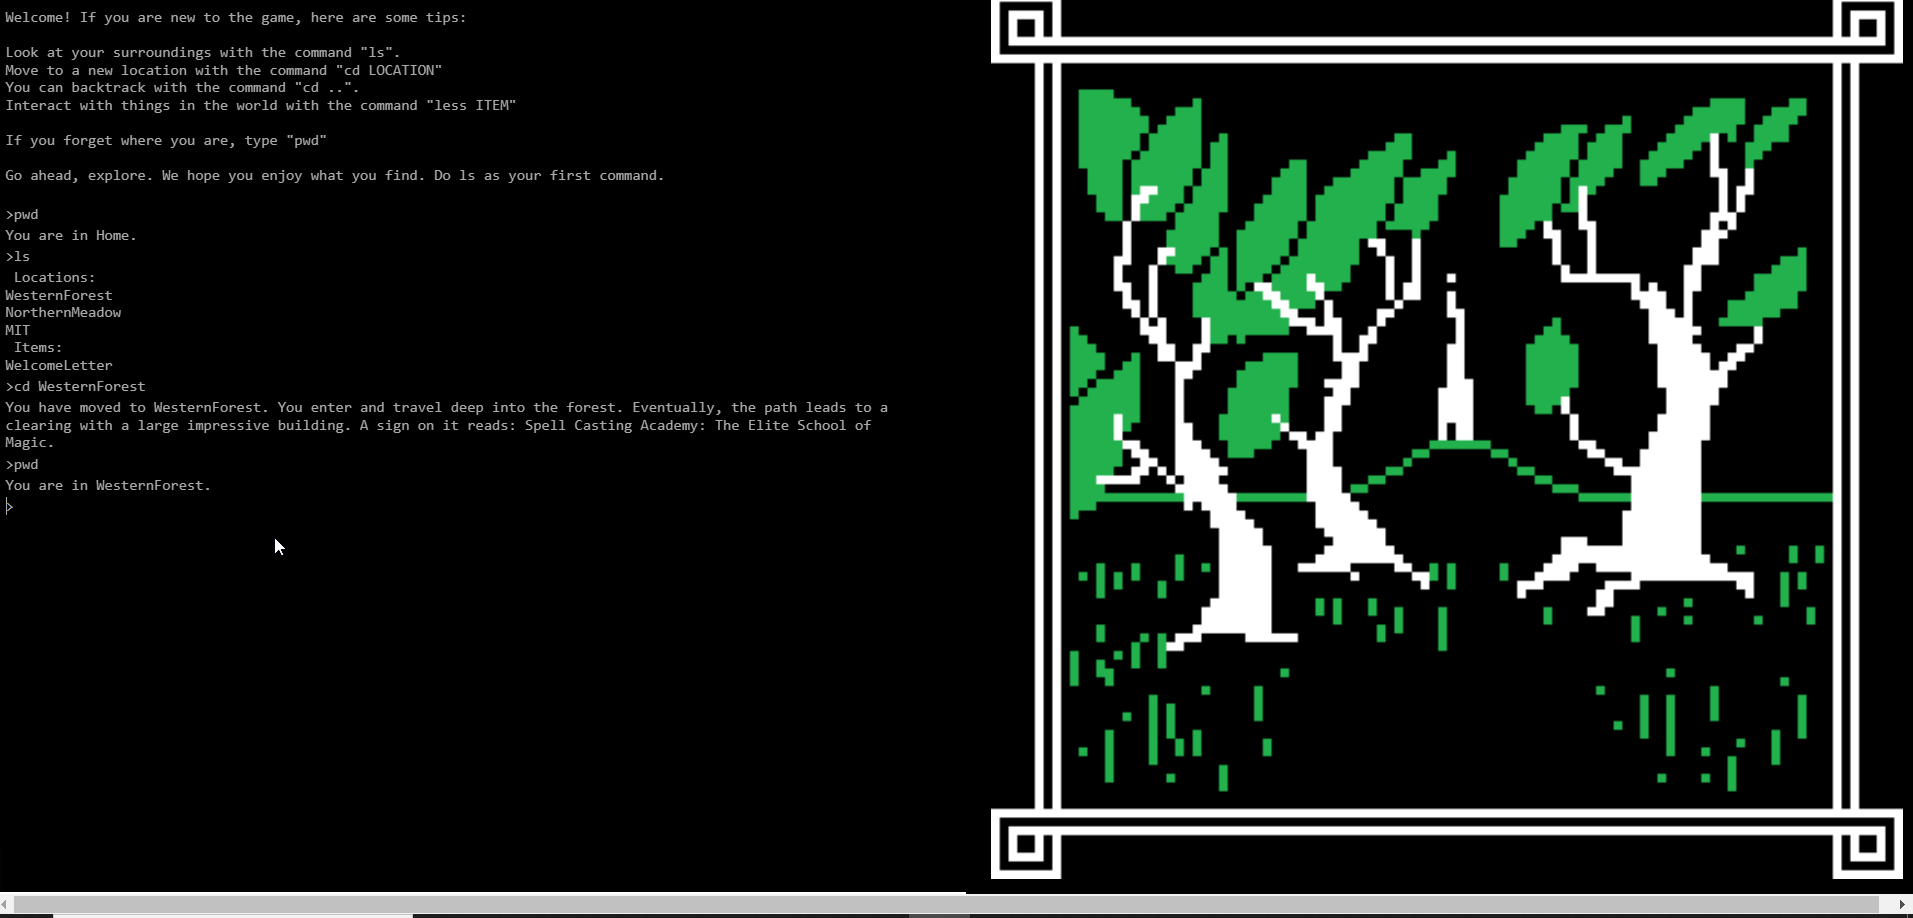 Welcome! If you are new to the game, here are some tips:
Look at your surroundings with the command "ls".
Move to a new location with the command "cd LOCATION"
You can backtrack with the command "cd ..".
Interact with things in the world with the command "less ITEM"
If you forget where you are, type "pwd"
Go ahead, explore. We hope you enjoy what you find. Do ls as your first command.
>pwd
You are in Home.
>ls
Locations:
WesternForest
NorthernMeadow
MIT
Items:
WelcomeLetter
>cd WesternForest
You have moved to WesternForest. You enter and travel deep into the forest. Eventually, the path leads to a
clearing with a large impressive building. A sign on it reads: Spell Casting Academy: The Elite School of
Magic.
>pwd
You are in WesternForest.
>